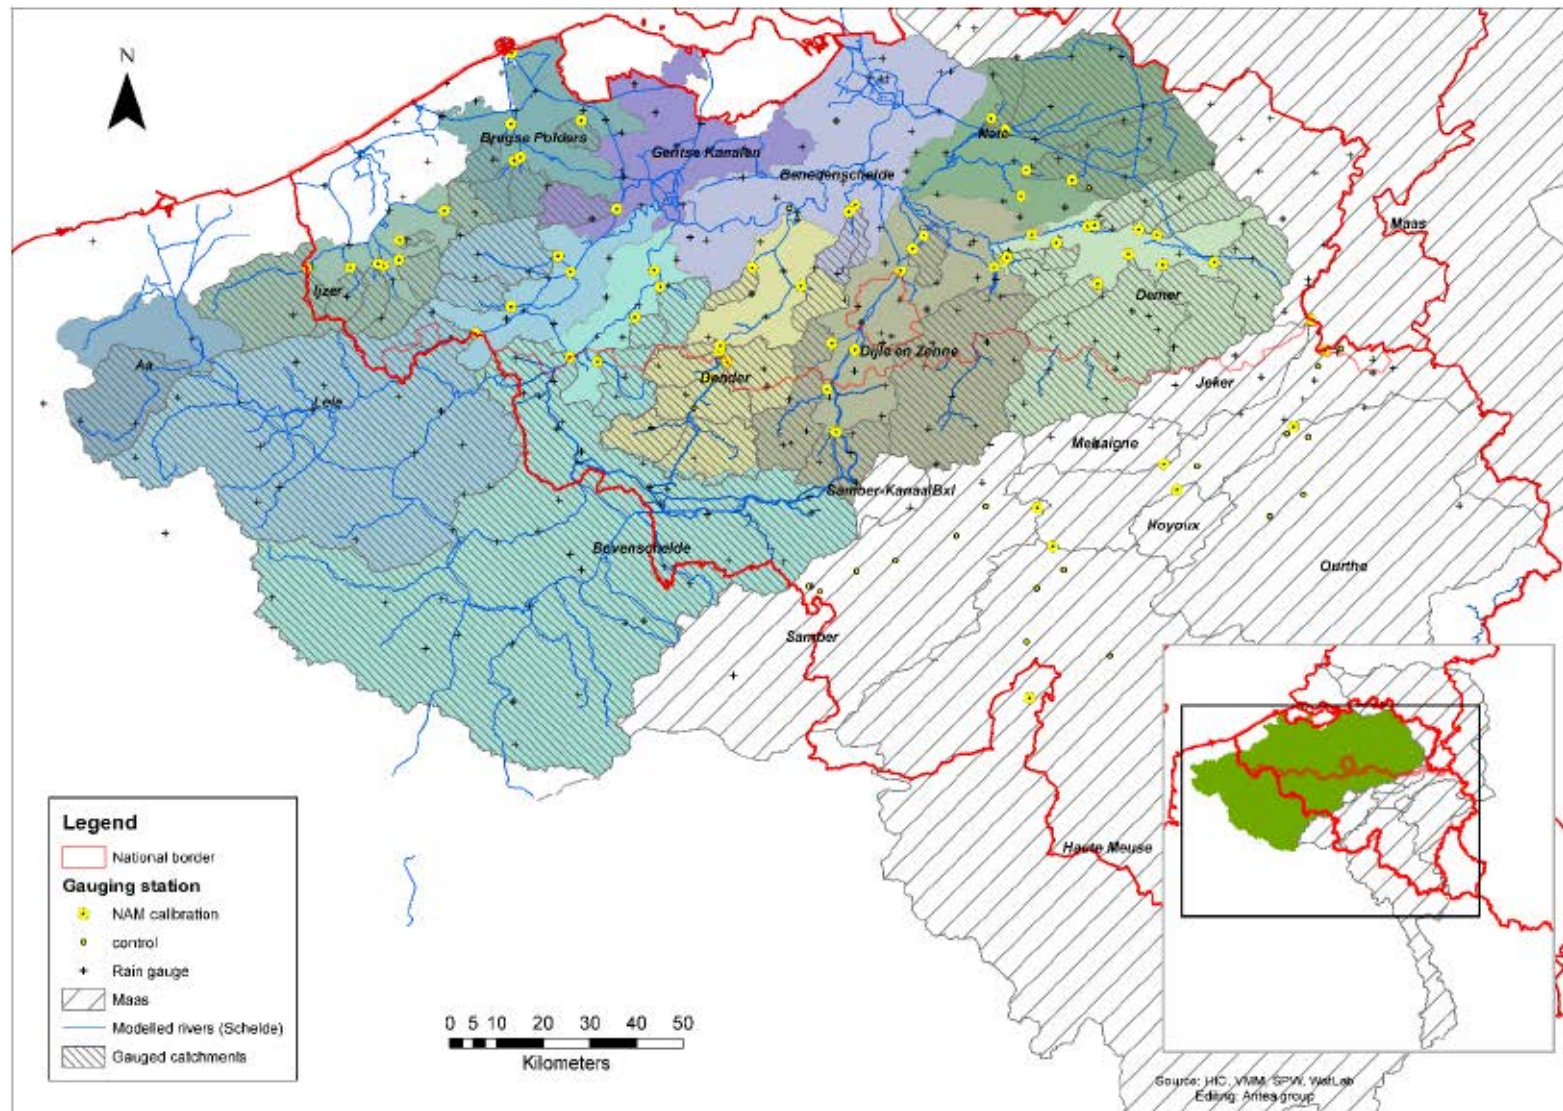 N
Brugse Polders
Gentse Kanalen
Nete
Benedenschelde
Maas
Ijzer
Demer
Aa
Leie
Dender
Dijle en Zenne
Jeker
Mehaigne
Samber-KanaalBxl
Hoyoux
Bovenschelde
Ourthe
Samber
Haute Meuse
Legend
National border
Gauging station
NAM calibration
control
Rain gauge
Maas
Modelled rivers (Schelde)
Gauged catchments
0 5 10 20 30 40 50
Kilometers
Source: HIC, VMM, SPW, WatLab
Editing: Antea group